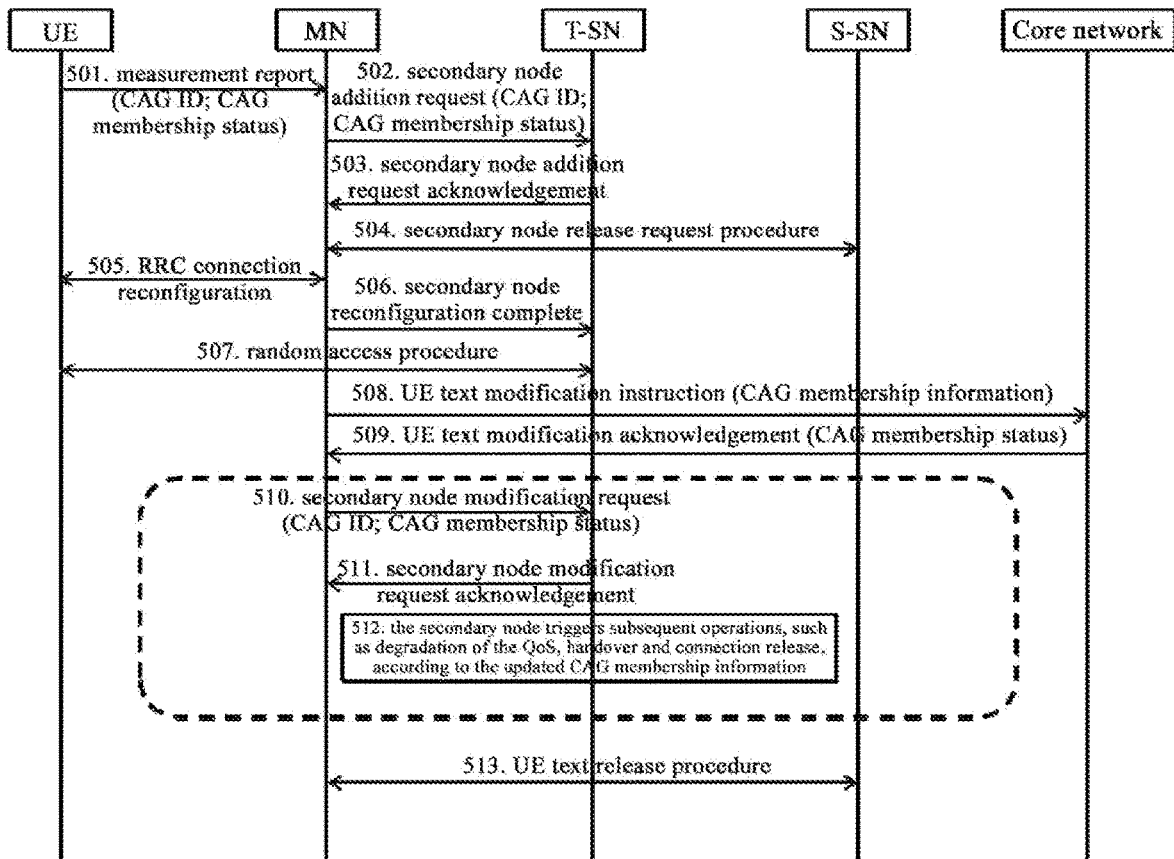 UE
MN
T-SN
S-SN
Core network
501. measurement report
(CAG ID; CAG
membership status)
502. secondary node
addition request (CAG ID;
CAG membership status)
503. secondary node addition
request acknowledgement
504. secondary node release request procedure
505. RRC connection
reconfiguration
506. secondary node
reconfiguration complete
507. random access procedure
508. UE text modification instruction (CAG membership information)
509. UE text modification acknowledgement (CAG membership status)
510. secondary node modification request
(CAG ID; CAG membership status)
511. secondary node modification
request acknowledgement
512. the secondary node triggers subsequent operations, such
as degradation of the QoS, handover and connection release,
according to the updated CAG membership information
513. UE text release procedure